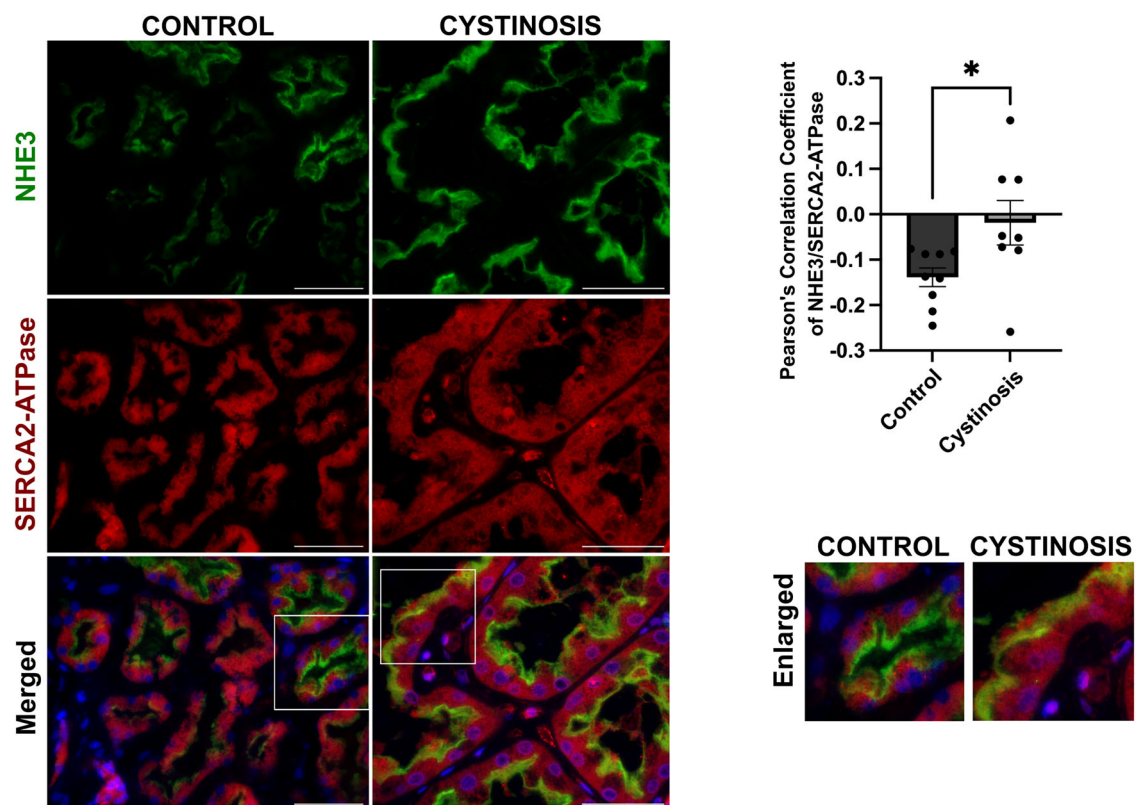 CONTROL
CYSTINOSIS
NHE3
SERCA2-ATPase
Merged
Pearson's Correlation Coefficient
of NHE3/SERCA2-ATPase
*
0.3
0.2
0.1
0.0
-0.1
-0.2
-0.3
Control
Cystinosis
CONTROL
CYSTINOSIS
Enlarged